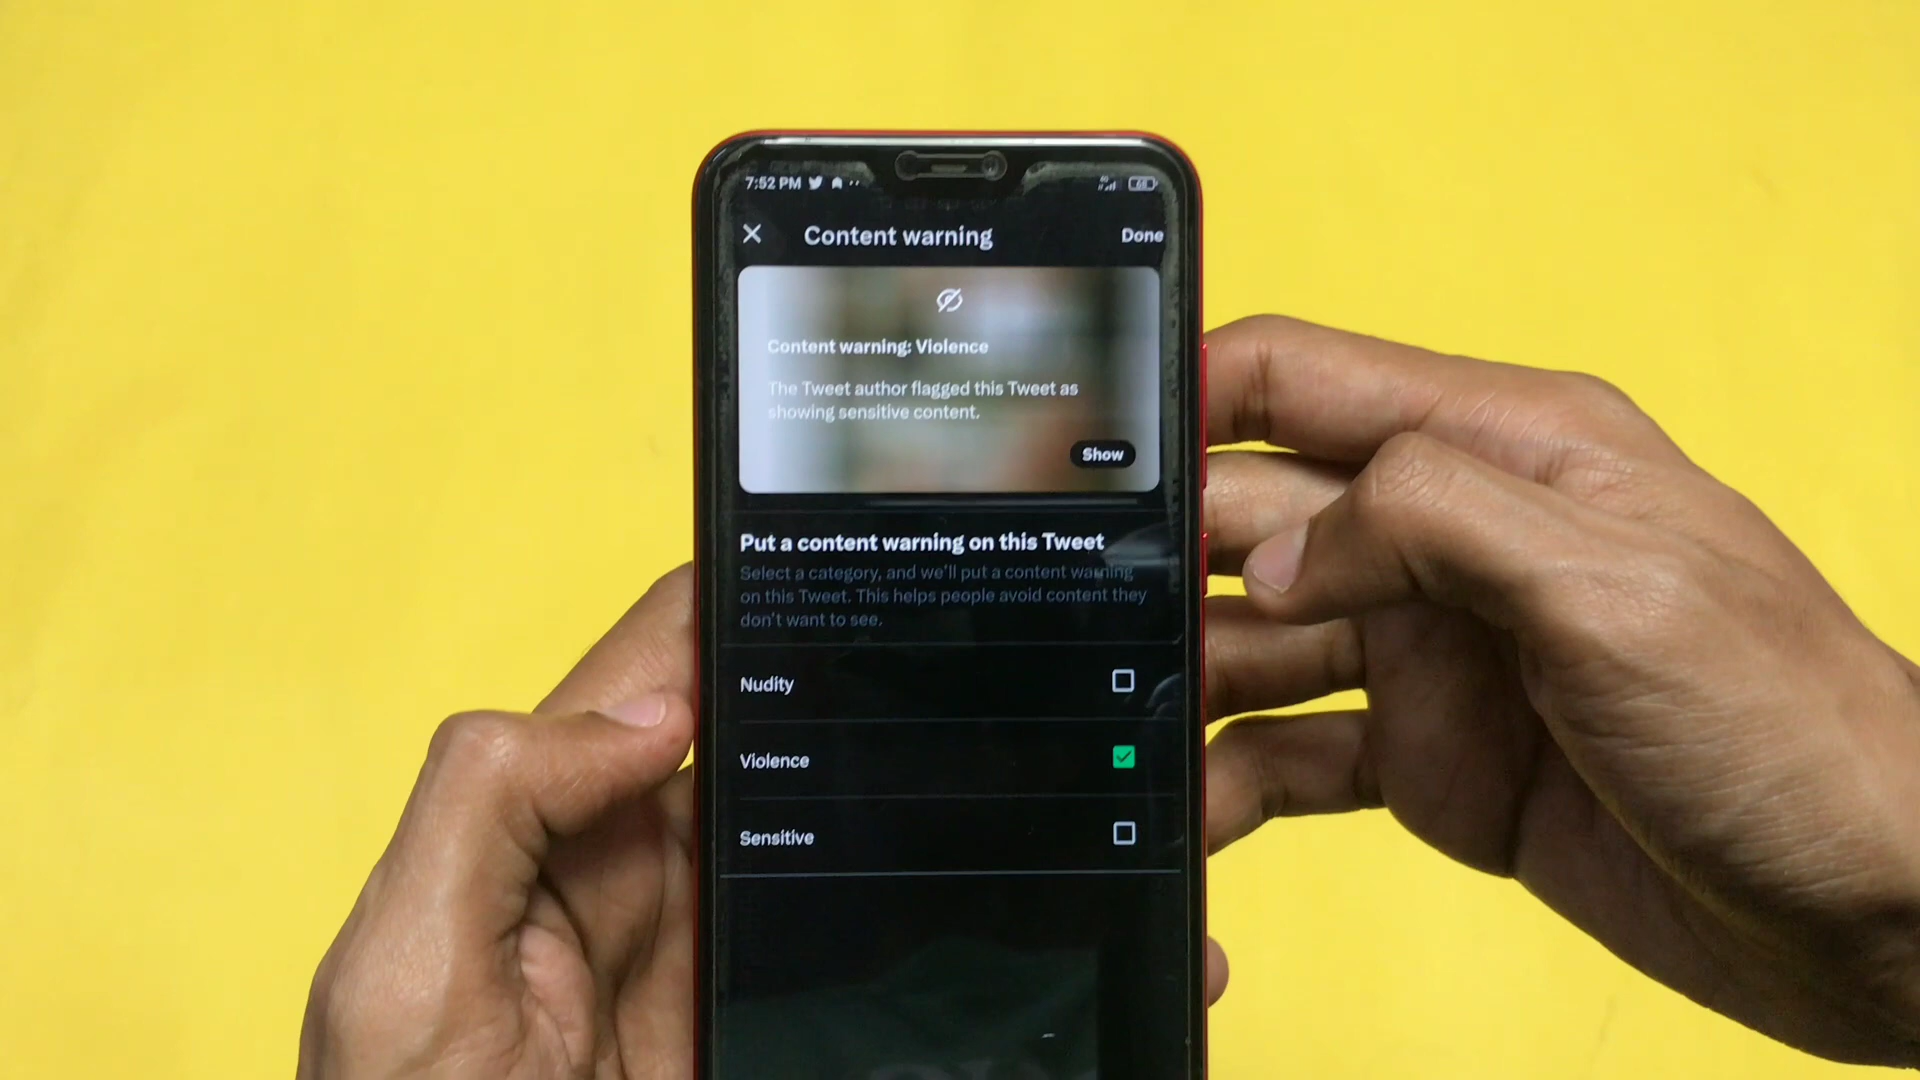 7:52 PM
68
Content warning
Done
Content warning: Violence
The Tweet author flagged this Tweet as
showing sensitive content.
Show
Put a content warning on this Tweet
Select a category, and we'll put a content warning
on this Tweet. This helps people avoid content they
don't want to see.
Nudity
Violence
Sensitive